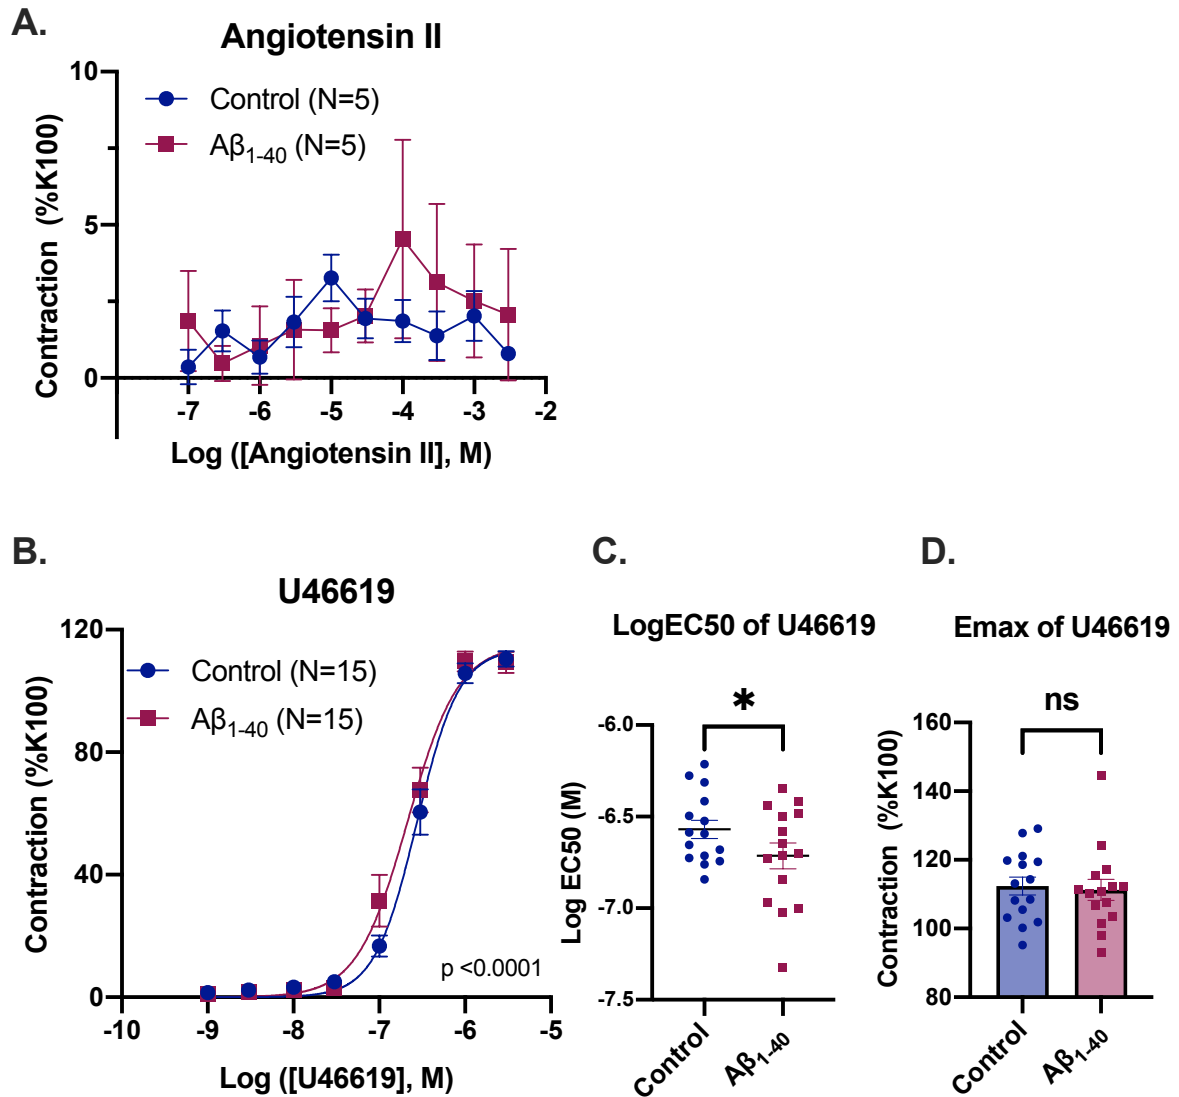 A.
Angiotensin II
Control (N=5)
Aβ1-40 (N=5)
Contraction (%K100)
10
5
0
-7 -6 -5 -4 -3 -2
Log ([Angiotensin II], M)
B.
U46619
Control (N=15)
Aβ1-40 (N=15)
Contraction (%K100)
120
80
40
0
p <0.0001
-10 -9 -8 -7 -6 -5
Log ([U46619], M)
C.
LogEC50 of U46619
*
Log EC50 (M)
-6.0
-6.5
-7.0
-7.5
Control
Aβ1-40
D.
Emax of U46619
ns
Contraction (%K100)
160
140
120
100
80
Control
Aβ1-40